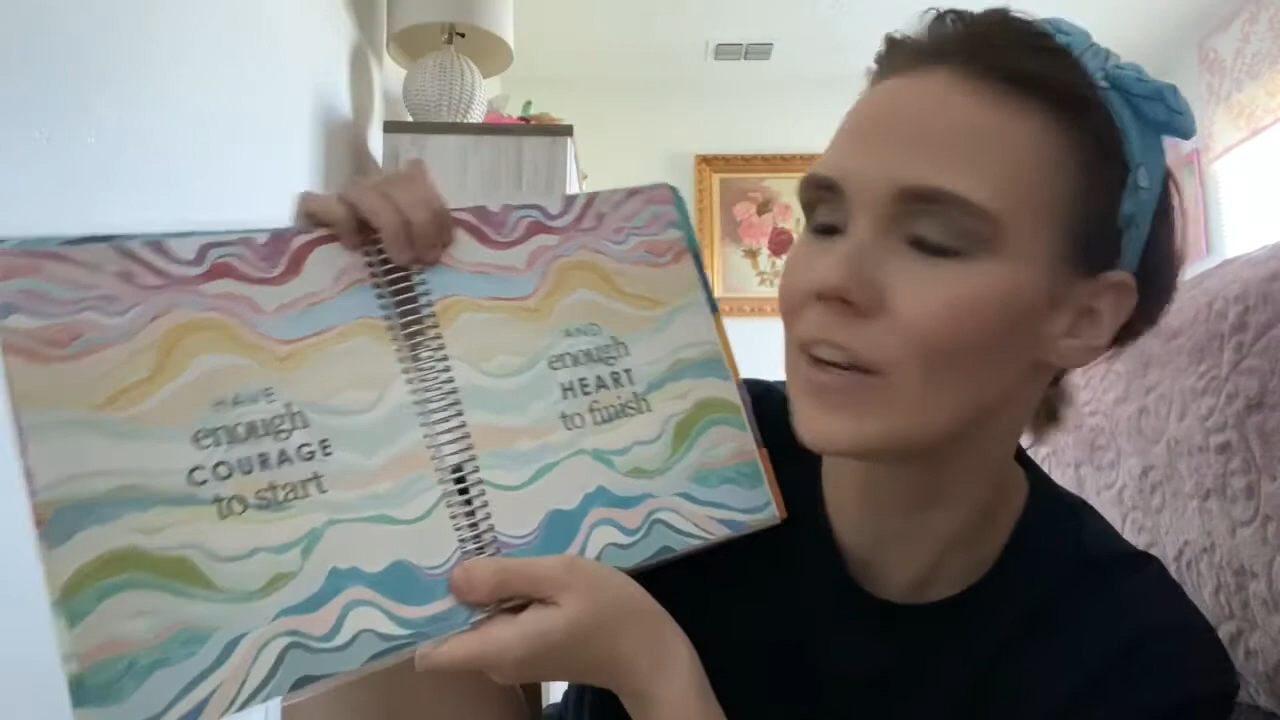 HAVE
enough
COURAGE
to start
AND
enough
HEART
to finish